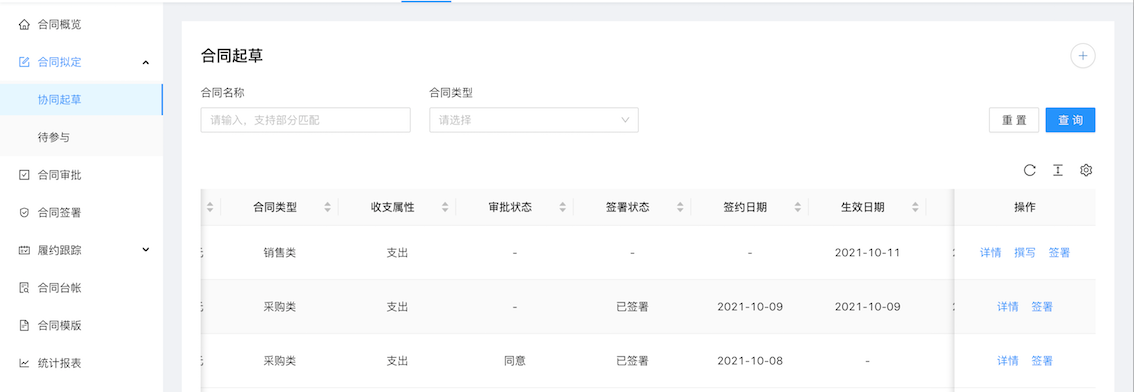 合同概览
合同拟定
协同起草
待参与
合同审批
合同签署
履约跟踪
合同台帐
合同模版
统计报表
合同起草
合同名称
合同类型
请输入，支持部分匹配
请选择
重置
查询
合同类型 收支属性 审批状态 签署状态 签约日期 生效日期 操作
销售类 支出 - - - 2021-10-11 详情 撰写 签署
采购类 支出 - 已签署 2021-10-09 2021-10-09 详情 签署
采购类 支出 同意 已签署 2021-10-08 - 详情 签署